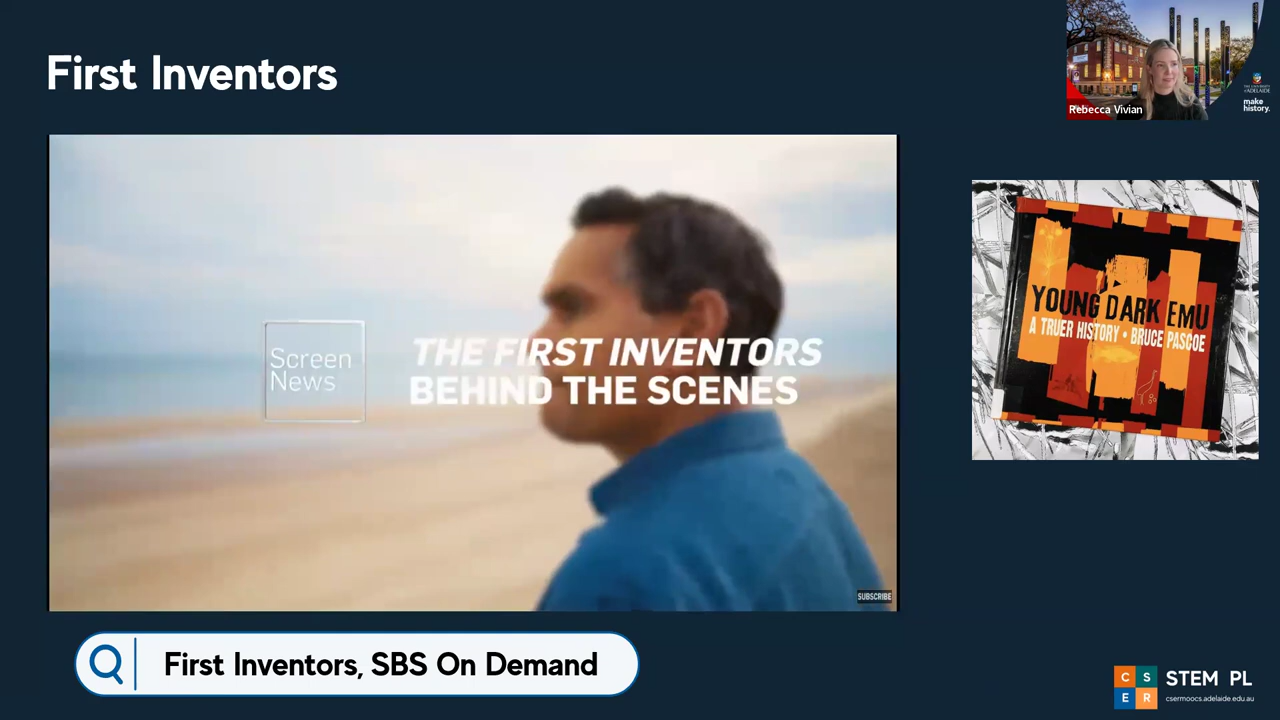 First Inventors
Rebecca Vivian
THE UNIVERSITY
of ADELAIDE
make
history.
Screen
News
THE FIRST INVENTORS
BEHIND THE SCENES
SUBSCRIBE
YOUNG DARK EMU
A TRUER HISTORY • BRUCE PASCOE
First Inventors, SBS On Demand
C S
E R
STEM PL
csermoocs.adelaide.edu.au